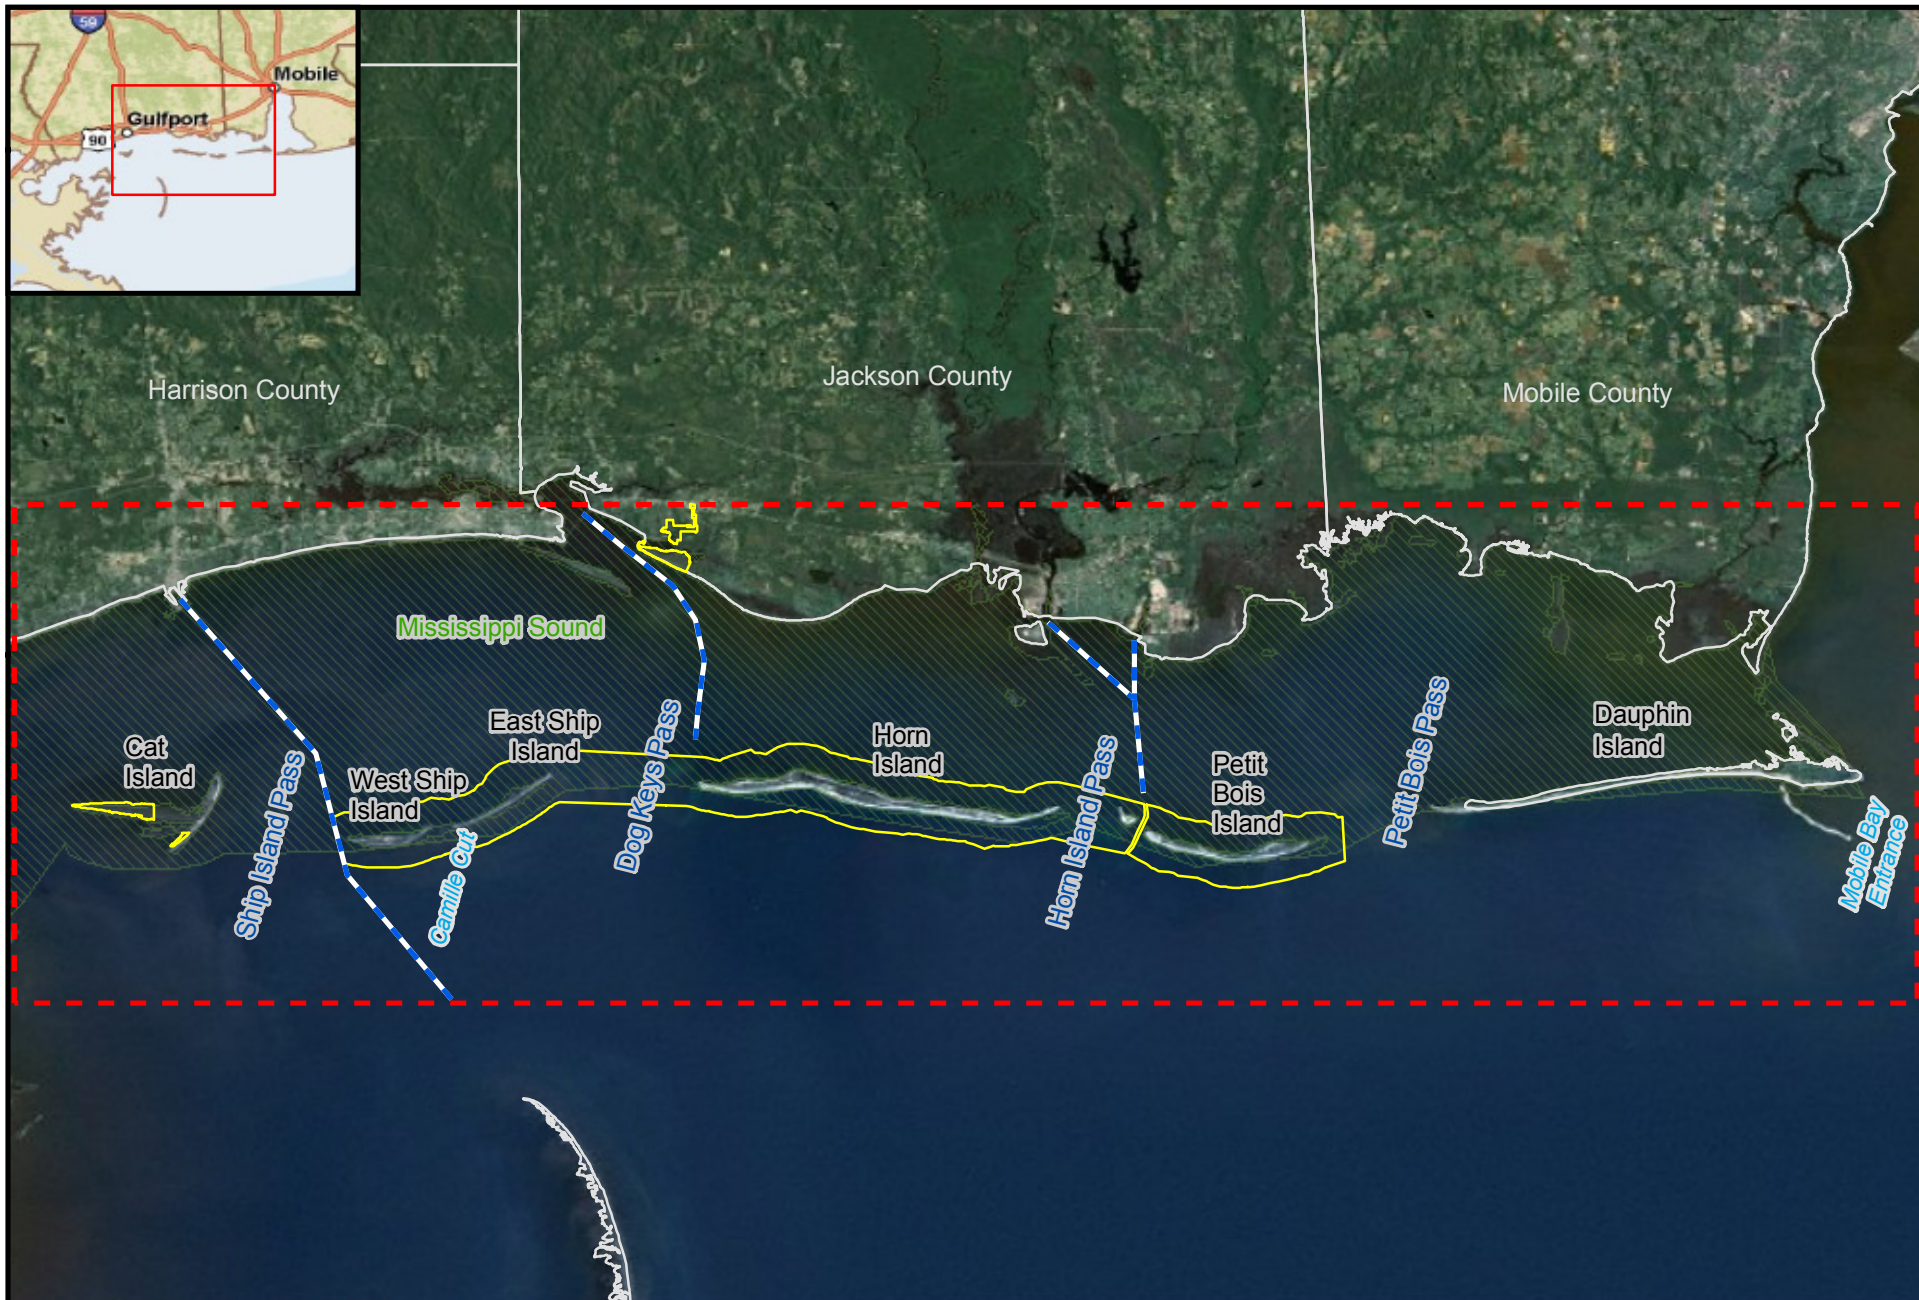 59
Mobile
Gulfport
90
Harrison County
Jackson County
Mobile County
Mississippi Sound
Cat
Island
Ship Island Pass
West Ship
Island
East Ship
Island
Camille Cut
Dog Keys Pass
Horn
Island
Horn Island Pass
Petit
Bois
Island
Petit Bois Pass
Dauphin
Island
Mobile Bay
Entrance